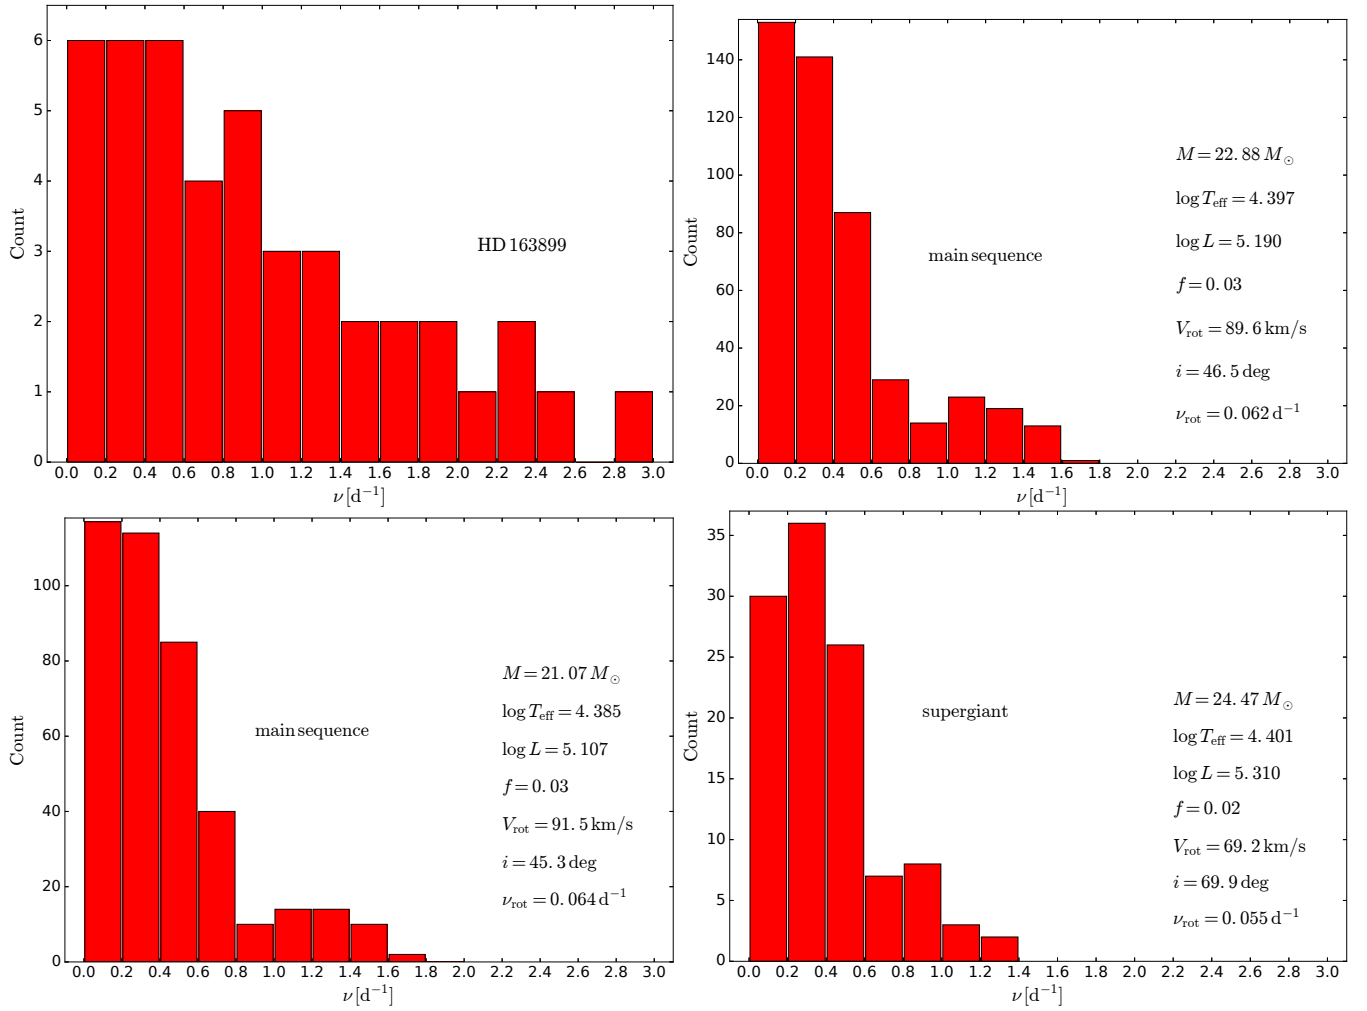 6
5
4
3
2
1
0
Count
HD 163899
0.0 0.2 0.4 0.6 0.8 1.0 1.2 1.4 1.6 1.8 2.0 2.2 2.4 2.6 2.8 3.0
ν [d⁻¹]
140
120
100
80
60
40
20
0
Count
main sequence
M = 22.88 M⊙
log Teff = 4.397
log L = 5.190
f = 0.03
Vrot = 89.6 km/s
i = 46.5 deg
νrot = 0.062 d⁻¹
0.0 0.2 0.4 0.6 0.8 1.0 1.2 1.4 1.6 1.8 2.0 2.2 2.4 2.6 2.8 3.0
ν [d⁻¹]
100
80
60
40
20
0
Count
main sequence
M = 21.07 M⊙
log Teff = 4.385
log L = 5.107
f = 0.03
Vrot = 91.5 km/s
i = 45.3 deg
νrot = 0.064 d⁻¹
0.0 0.2 0.4 0.6 0.8 1.0 1.2 1.4 1.6 1.8 2.0 2.2 2.4 2.6 2.8 3.0
ν [d⁻¹]
35
30
25
20
15
10
5
0
Count
supergiant
M = 24.47 M⊙
log Teff = 4.401
log L = 5.310
f = 0.02
Vrot = 69.2 km/s
i = 69.9 deg
νrot = 0.055 d⁻¹
0.0 0.2 0.4 0.6 0.8 1.0 1.2 1.4 1.6 1.8 2.0 2.2 2.4 2.6 2.8 3.0
ν [d⁻¹]